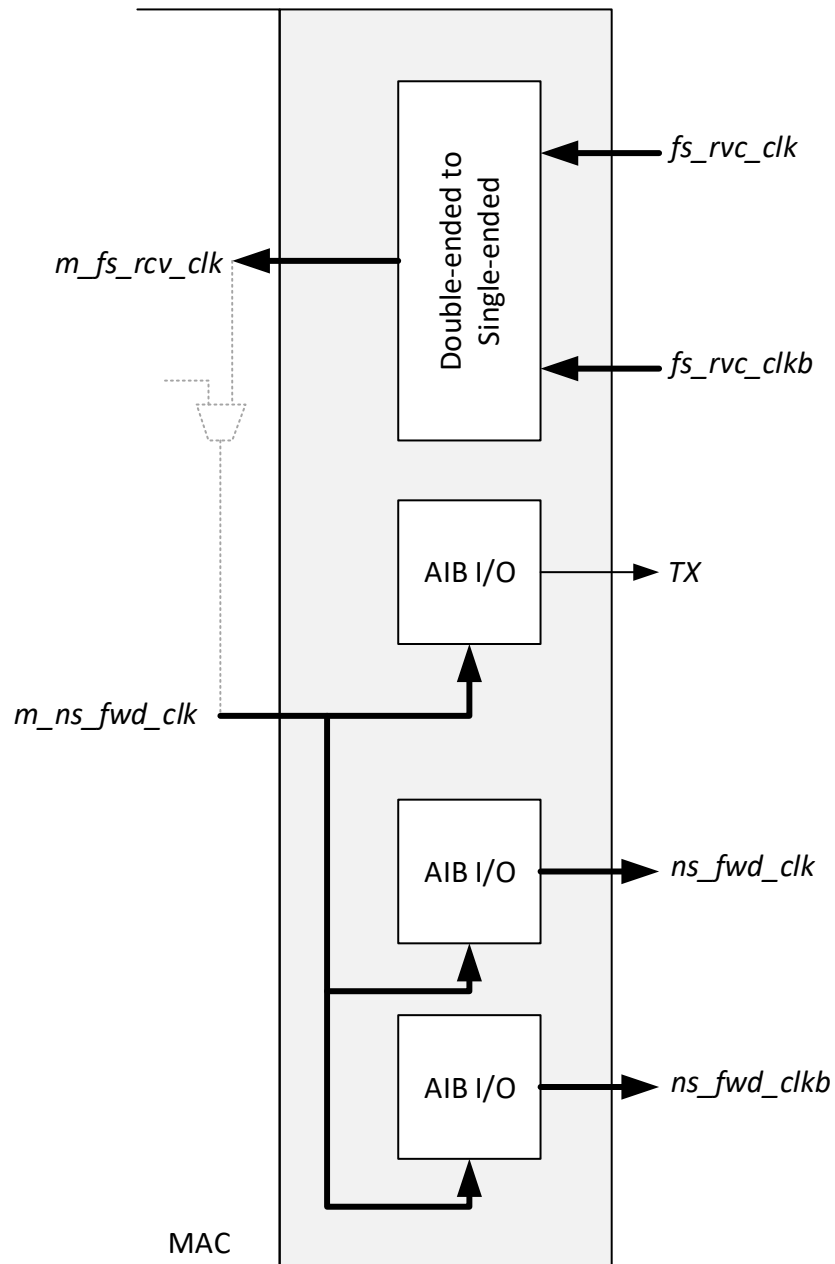 fs_rvc_clk
Double-ended to
Single-ended
m_fs_rcv_clk
fs_rvc_clkb
AIB I/O
TX
m_ns_fwd_clk
AIB I/O
ns_fwd_clk
AIB I/O
ns_fwd_clkb
MAC